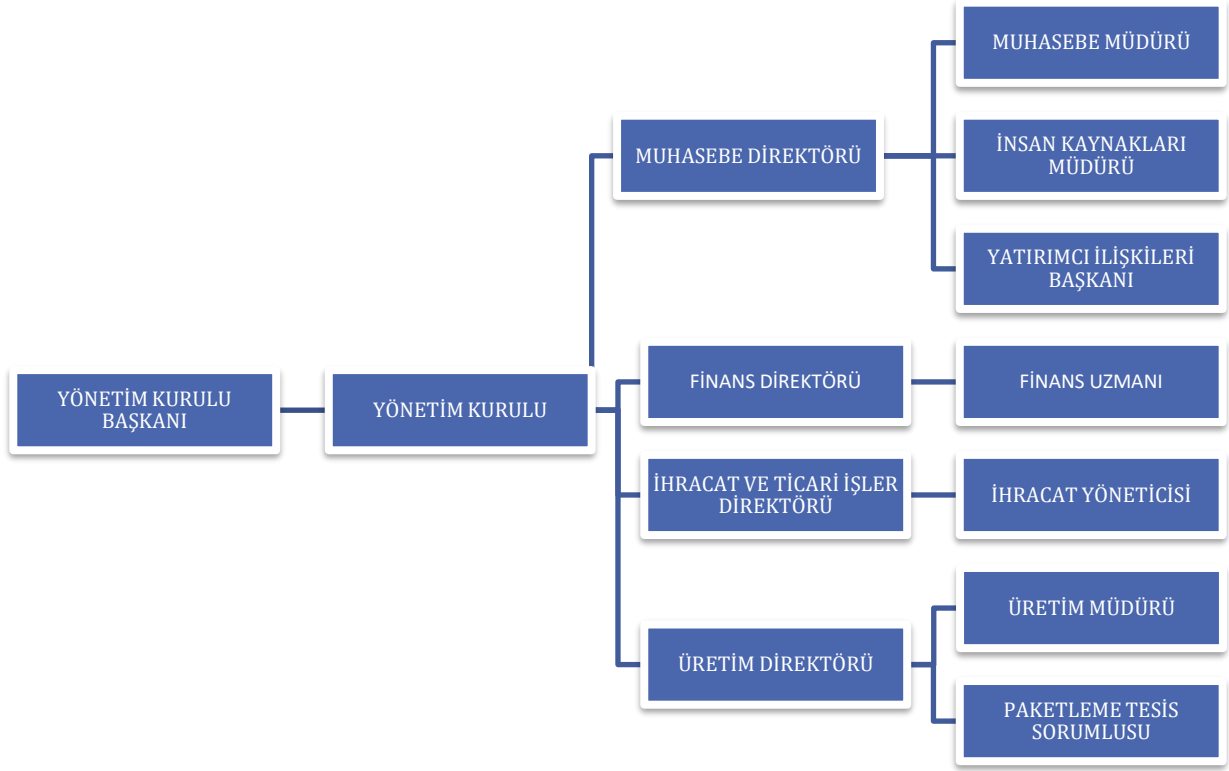 YÖNETİM KURULU
BAŞKANI
YÖNETİM KURULU
MUHASEBE DİREKTÖRÜ
MUHASEBE MÜDÜRÜ
İNSAN KAYNAKLARI
MÜDÜRÜ
YATIRIMCI İLİŞKİLERİ
BAŞKANI
FİNANS DİREKTÖRÜ
FİNANS UZMANI
İHRACAT VE TİCARİ İŞLER
DİREKTÖRÜ
İHRACAT YÖNETİCİSİ
ÜRETİM DİREKTÖRÜ
ÜRETİM MÜDÜRÜ
PAKETLEME TESİS
SORUMLUSU